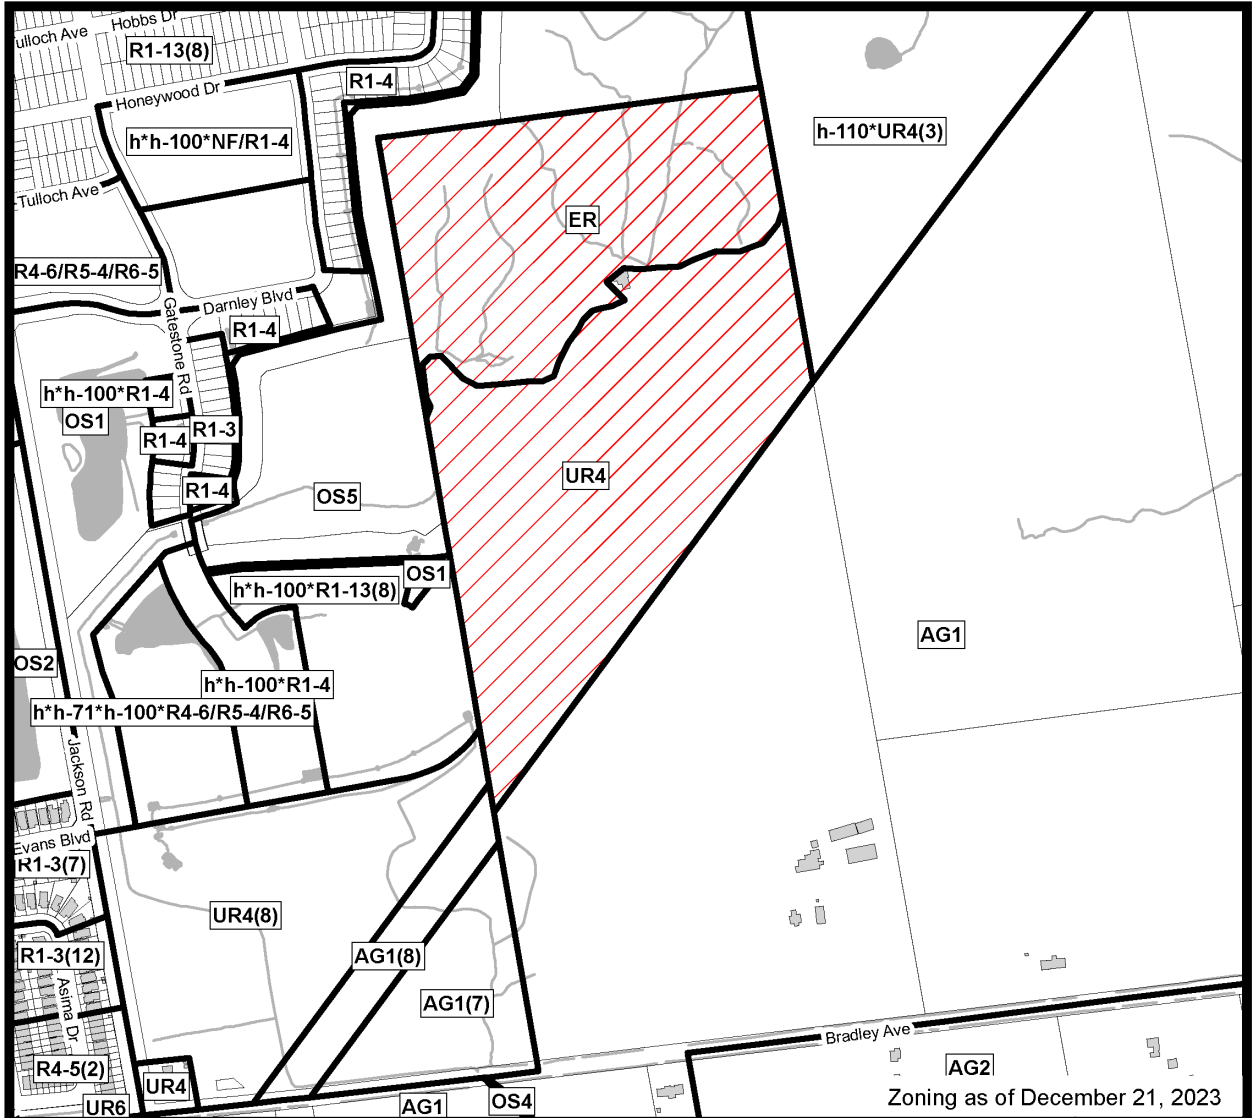 Hobbs Dr
ulloch Ave
R1-13(8)
R1-4
Honeywood Dr
h*h-100*NF/R1-4
h-110*UR4(3)
Tulloch Ave
ER
R4-6/R5-4/R6-5
Darnley Blvd
Gatestone Rd
R1-4
h*h-100*R1-4
OS1
R1-3
R1-4
UR4
R1-4
OS5
OS1
h*h-100*R1-13(8)
AG1
OS2
h*h-100*R1-4
h*h-71*h-100*R4-6/R5-4/R6-5
Jackson Rd
Evans Blvd
R1-3(7)
UR4(8)
R1-3(12)
AG1(8)
Asima Dr
AG1(7)
Bradley Ave
R4-5(2)
UR4
AG2
UR6
AG1
OS4
Zoning as of December 21, 2023